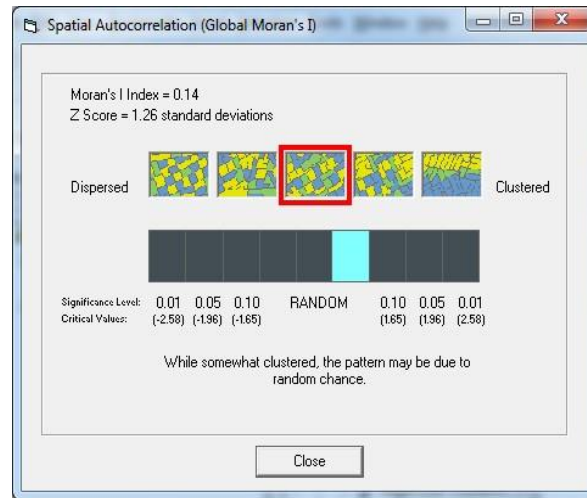 Spatial Autocorrelation (Global Moran's I)
Moran's I Index = 0.14
Z Score = 1.26 standard deviations
Dispersed
Clustered
Significance Level: 0.01 0.05 0.10 RANDOM 0.10 0.05 0.01
Critical Values: (-2.58) (-1.96) (-1.65) (1.65) (1.96) (2.58)
While somewhat clustered, the pattern may be due to
random chance.
Close